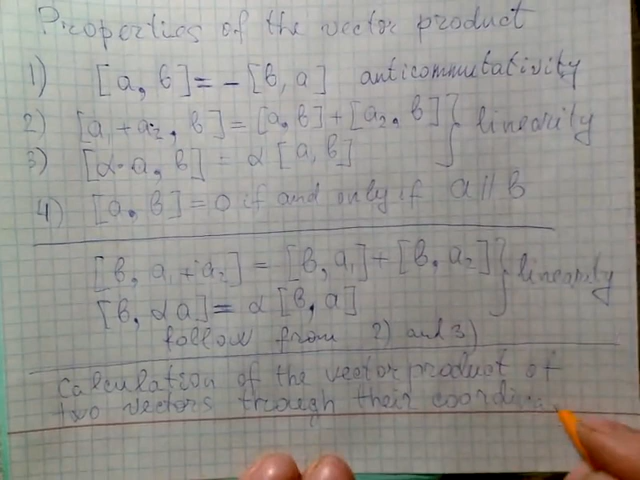 Properties of the vector product
1) [a, b] = - [b, a] anticommutativity
2) [a₁ + a₂, b] = [a, b] + [a₂, b] } linearity
3) [α·a, b] = α [a, b]
4) [a, b] = 0 if and only if a ∥ b
[b, a₁ + a₂] = [b, a₁] + [b, a₂] } linearity
[b, αa] = α [b, a]
follow from 2) and 3)
Calculation of the vector product of
two vectors through their coordina